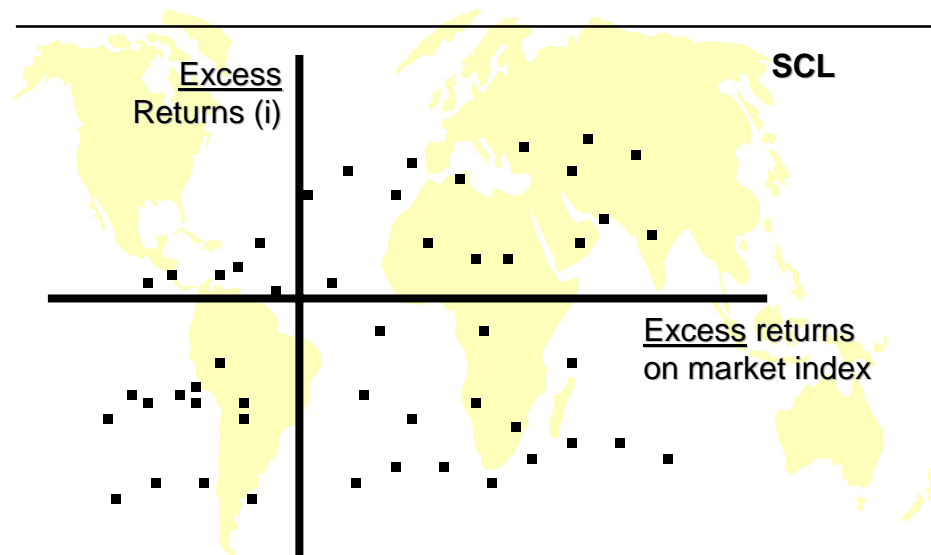 SCL
Excess
Returns (i)
Excess returns
on market index